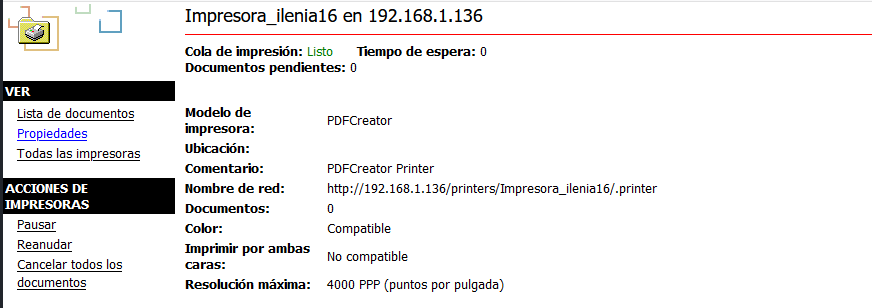 Impresora_ilenia16 en 192.168.1.136
Cola de impresión: Listo Tiempo de espera: 0
Documentos pendientes: 0
VER
Lista de documentos
Propiedades
Todas las impresoras
ACCIONES DE
IMPRESORAS
Pausar
Reanudar
Cancelar todos los
documentos
Modelo de
impresora: PDFCreator
Ubicación:
Comentario: PDFCreator Printer
Nombre de red: http://192.168.1.136/printers/Impresora_ilenia16/.printer
Documentos: 0
Color: Compatible
Imprimir por ambas
caras: No compatible
Resolución máxima: 4000 PPP (puntos por pulgada)